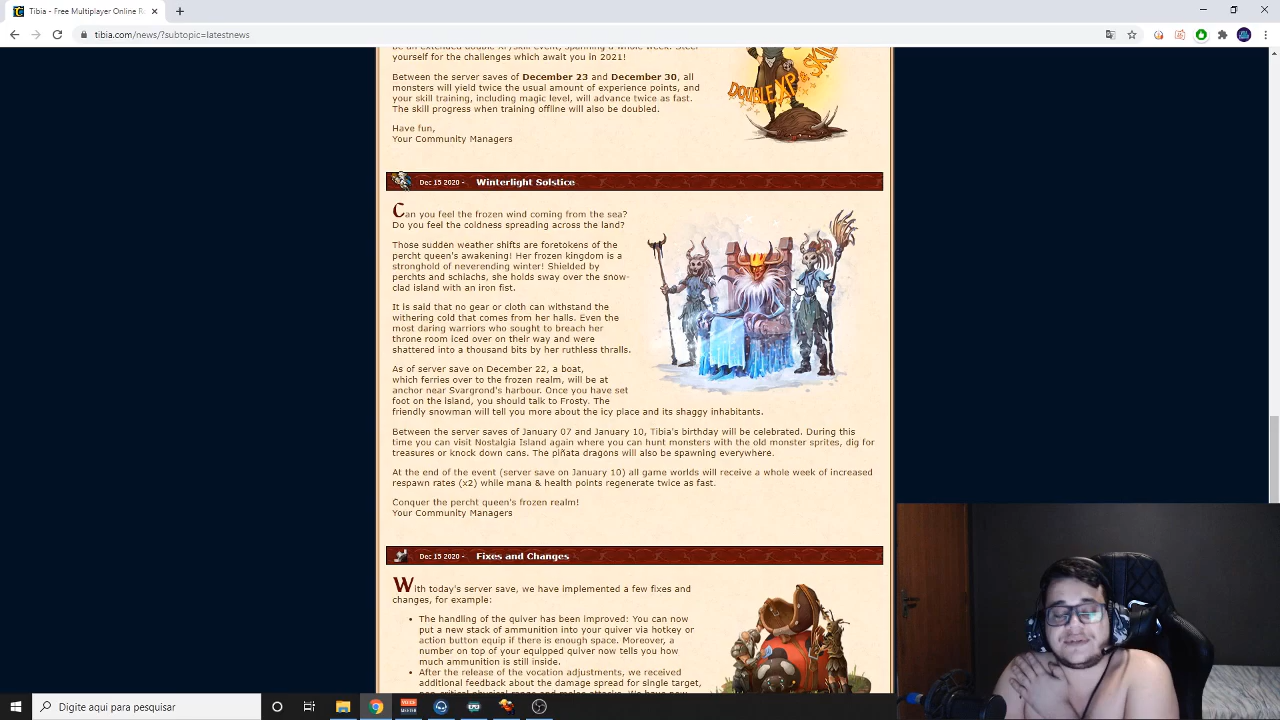 Tibia - Free Multiplayer Online R
tibia.com/news/?subtopic=latestnews
be an extended double XP/skill event, spanning a whole week. Steel
yourself for the challenges which await you in 2021!
DOUBLE XP & SKILL
Between the server saves of December 23 and December 30, all
monsters will yield twice the usual amount of experience points, and
your skill training, including magic level, will advance twice as fast.
The skill progress when training offline will also be doubled.
Have fun,
Your Community Managers
Dec 15 2020 - Winterlight Solstice
Can you feel the frozen wind coming from the sea?
Do you feel the coldness spreading across the land?
Those sudden weather shifts are foretokens of the
percht queen's awakening! Her frozen kingdom is a
stronghold of neverending winter! Shielded by
perchts and schiachs, she holds sway over the snow-
clad island with an iron fist.
It is said that no gear or cloth can withstand the
withering cold that comes from her halls. Even the
most daring warriors who sought to breach her
throne room iced over on their way and were
shattered into a thousand bits by her ruthless thralls.
As of server save on December 22, a boat,
which ferries over to the frozen realm, will be at
anchor near Svargrond's harbour. Once you have set
foot on the island, you should talk to Frosty. The
friendly snowman will tell you more about the icy place and its shaggy inhabitants.
Between the server saves of January 07 and January 10, Tibia's birthday will be celebrated. During this
time you can visit Nostalgia Island again where you can hunt monsters with the old monster sprites, dig for
treasures or knock down cans. The piñata dragons will also be spawning everywhere.
At the end of the event (server save on January 10) all game worlds will receive a whole week of increased
respawn rates (x2) while mana & health points regenerate twice as fast.
Conquer the percht queen's frozen realm!
Your Community Managers
Dec 15 2020 - Fixes and Changes
With today's server save, we have implemented a few fixes and
changes, for example:
• The handling of the quiver has been improved: You can now
put a new stack of ammunition into your quiver via hotkey or
action button equip if there is enough space. Moreover, a
number on top of your equipped quiver now tells you how
much ammunition is still inside.
• After the release of the vocation adjustments, we received
additional feedback about the damage spread for single target,
Digite aqui para pesquisar